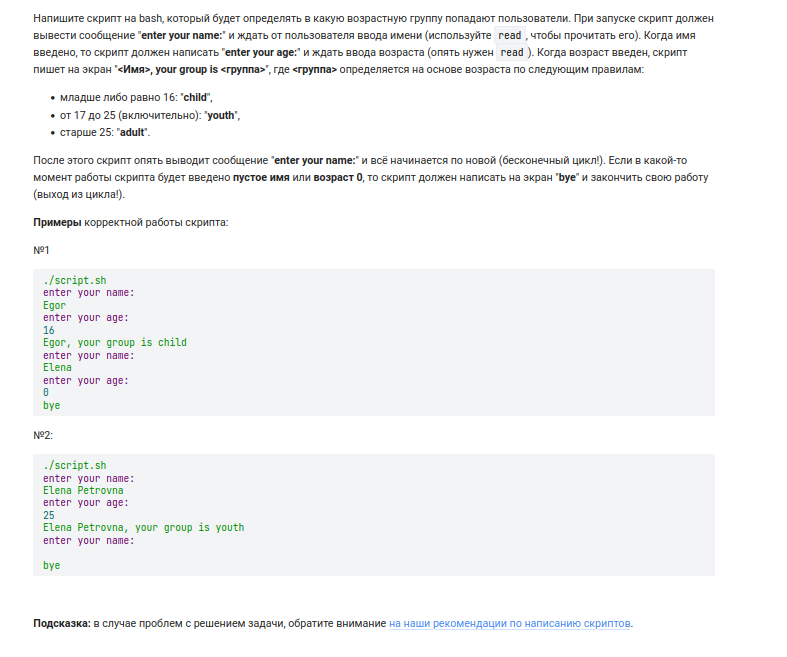 Напишите скрипт на bash, который будет определять в какую возрастную группу попадают пользователи. При запуске скрипт должен
вывести сообщение "enter your name:" и ждать от пользователя ввода имени (используйте read , чтобы прочитать его). Когда имя
введено, то скрипт должен написать "enter your age:" и ждать ввода возраста (опять нужен read ). Когда возраст введен, скрипт
пишет на экран "<Имя>, your group is <группа>", где <группа> определяется на основе возраста по следующим правилам:
• младше либо равно 16: "child",
• от 17 до 25 (включительно): "youth",
• старше 25: "adult".
После этого скрипт опять выводит сообщение "enter your name:" и всё начинается по новой (бесконечный цикл!). Если в какой-то
момент работы скрипта будет введено пустое имя или возраст 0, то скрипт должен написать на экран "bye" и закончить свою работу
(выход из цикла!).
Примеры корректной работы скрипта:
№1
./script.sh
enter your name:
Egor
enter your age:
16
Egor, your group is child
enter your name:
Elena
enter your age:
0
bye
№2:
./script.sh
enter your name:
Elena Petrovna
enter your age:
25
Elena Petrovna, your group is youth
enter your name:
bye
Подсказка: в случае проблем с решением задачи, обратите внимание на наши рекомендации по написанию скриптов.